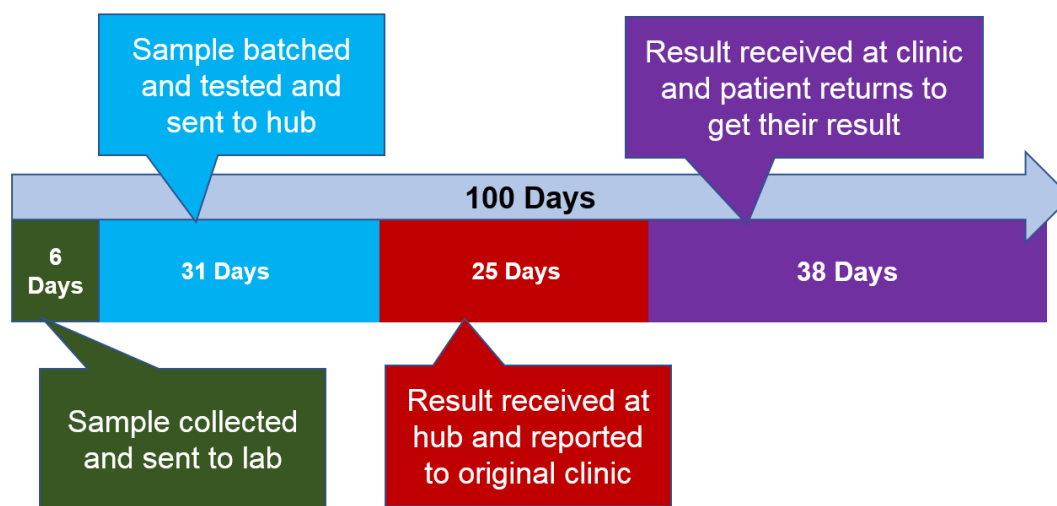 Sample batched
and tested and
sent to hub
Result received at clinic
and patient returns to
get their result
100 Days
6
Days
31 Days
25 Days
38 Days
Sample collected
and sent to lab
Result received at
hub and reported
to original clinic